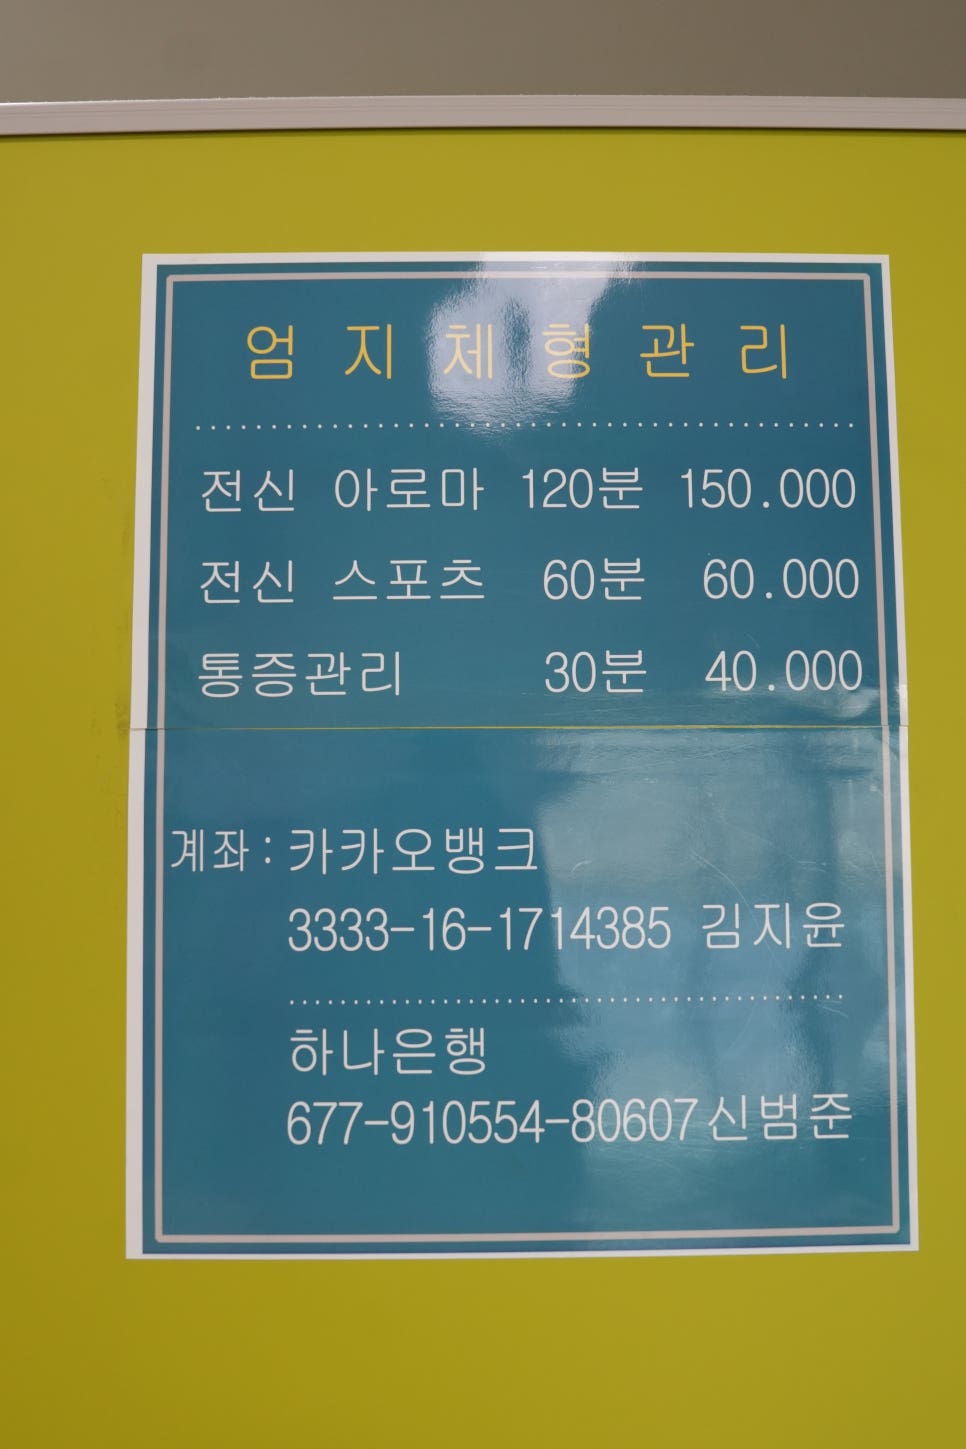 엄지체형관리
전신 아로마 120분 150.000
전신 스포츠 60분 60.000
통증관리 30분 40.000
계좌 : 카카오뱅크
3333-16-1714385 김지윤
하나은행
677-910554-80607 신범준